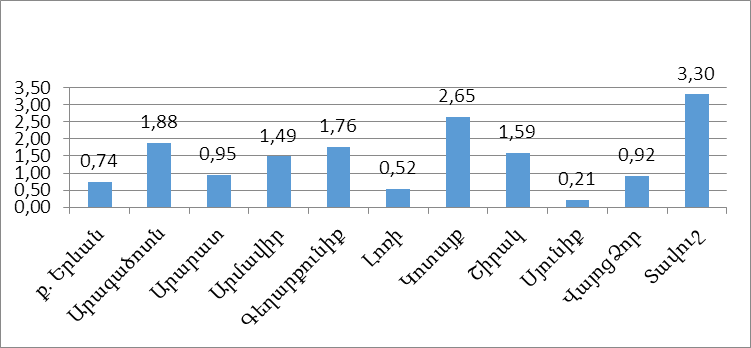 3,50
3,00
2,50
2,00
1,50
1,00
0,50
0,00
0,74
1,88
0,95
1,49
1,76
0,52
2,65
1,59
0,21
0,92
3,30
ք. Երևան
Արագածոտն
Արարատ
Արմավիր
Գեղարքունիք
Լոռի
Կոտայք
Շիրակ
Սյունիք
Վայոց Ձոր
Տավուշ